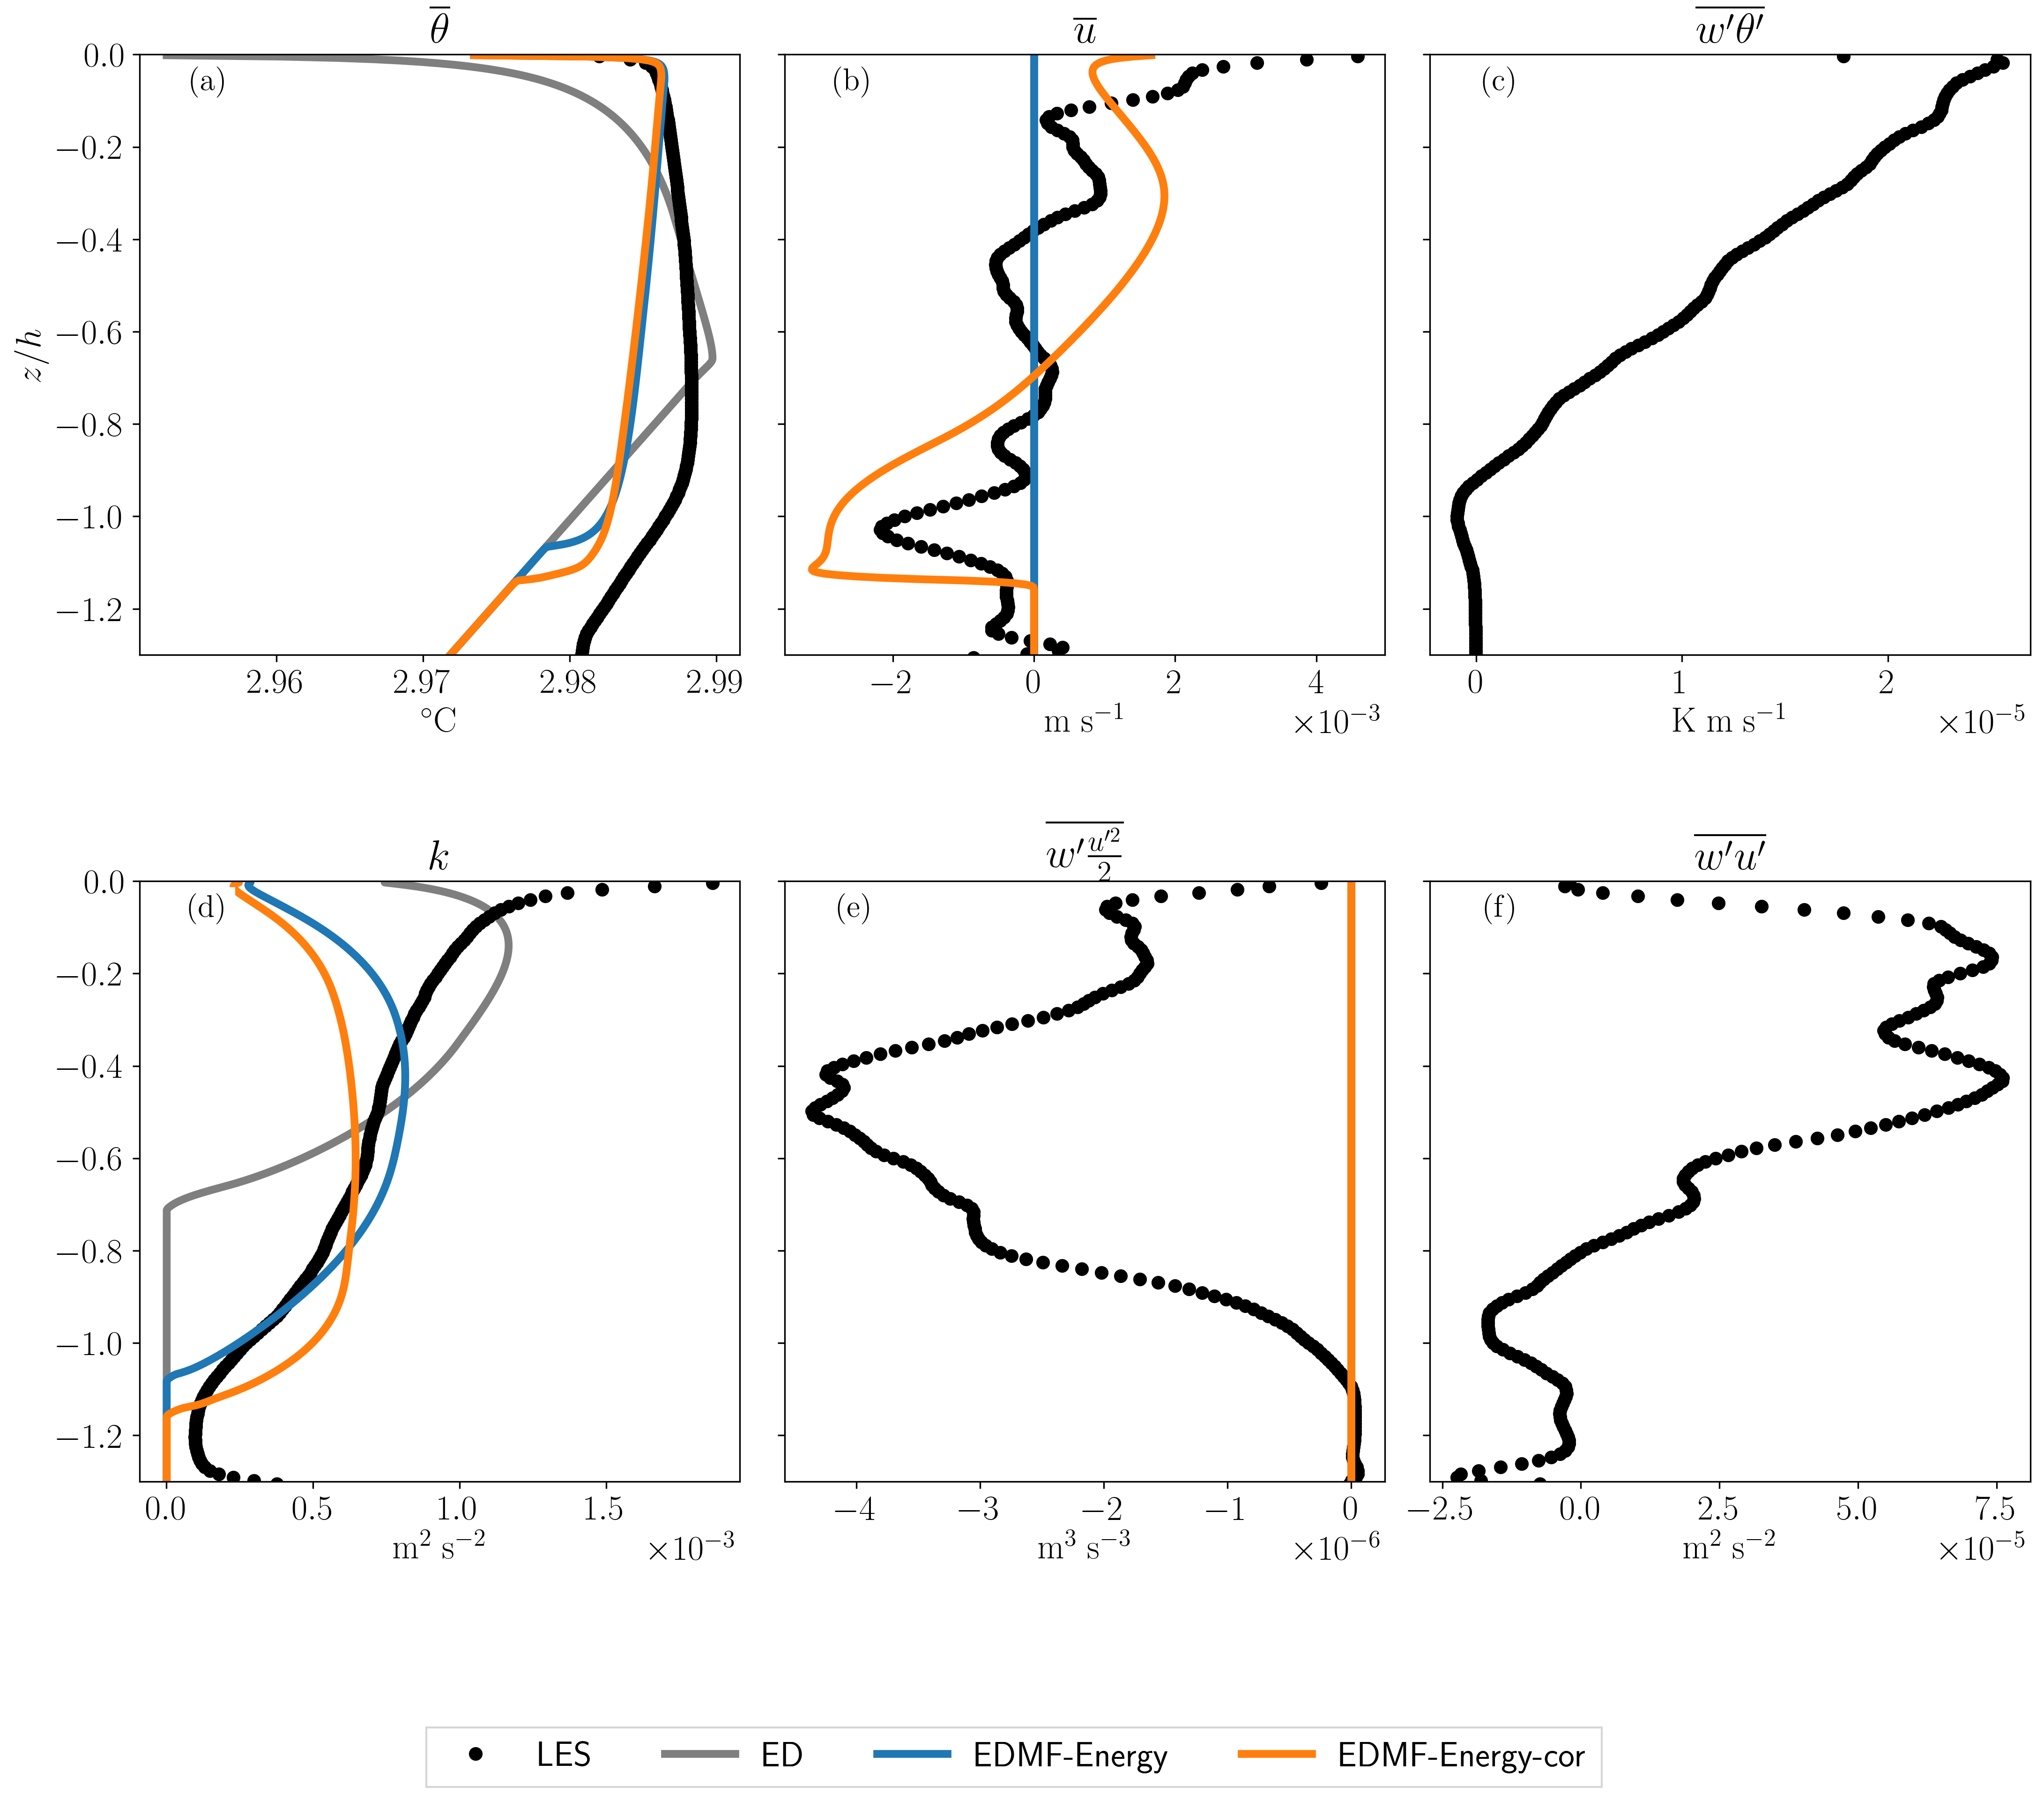 θ̅
(a)
0.0
−0.2
−0.4
−0.6
−0.8
−1.0
−1.2
z/h
2.96 2.97 2.98 2.99
°C
u̅
(b)
−2 0 2 4
m s⁻¹ ×10⁻³
w′θ′
(c)
0 1 2
K m s⁻¹ ×10⁻⁵
k
(d)
0.0
−0.2
−0.4
−0.6
−0.8
−1.0
−1.2
0.0 0.5 1.0 1.5
m² s⁻² ×10⁻³
w′ u′²/2
(e)
−4 −3 −2 −1 0
m³ s⁻³ ×10⁻⁶
w′u′
(f)
−2.5 0.0 2.5 5.0 7.5
m² s⁻² ×10⁻⁵
LES ED EDMF-Energy EDMF-Energy-cor